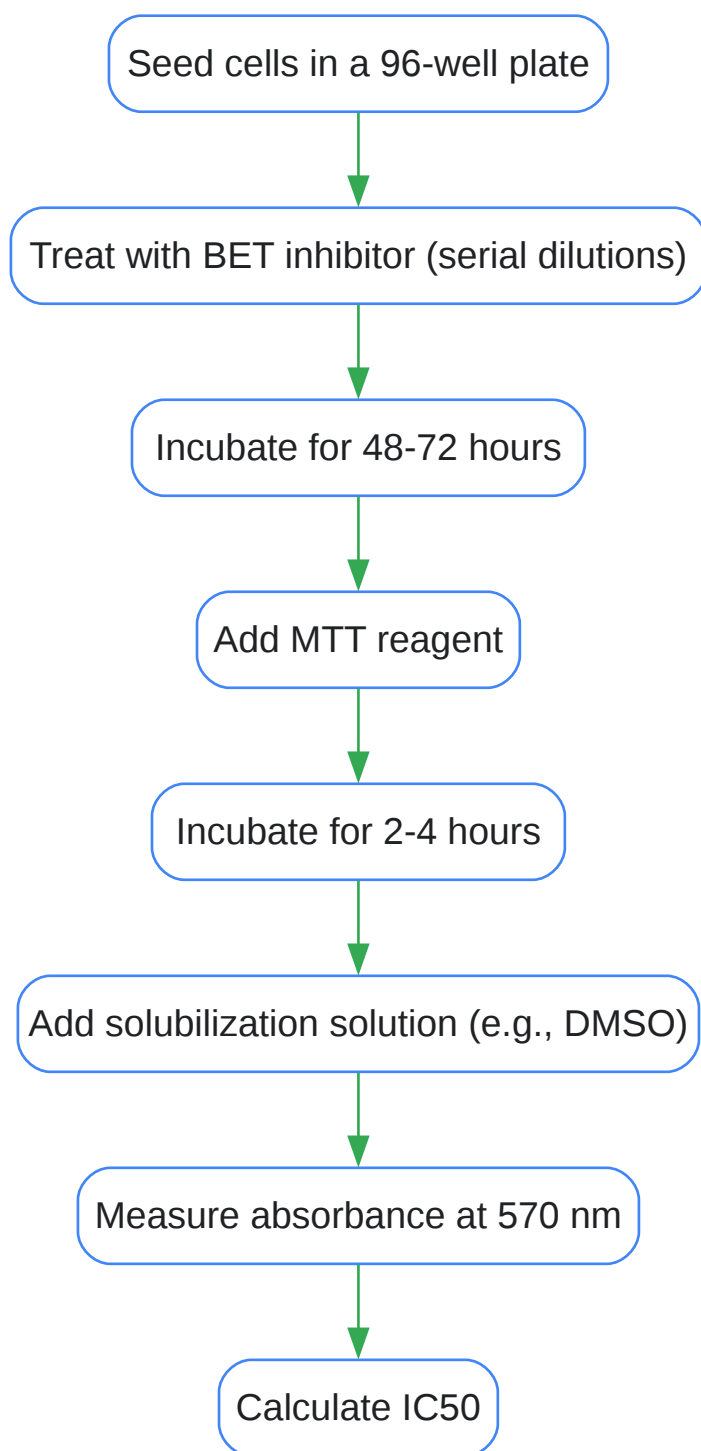 Seed cells in a 96-well plate
Treat with BET inhibitor (serial dilutions)
Incubate for 48-72 hours
Add MTT reagent
Incubate for 2-4 hours
Add solubilization solution (e.g., DMSO)
Measure absorbance at 570 nm
Calculate IC50